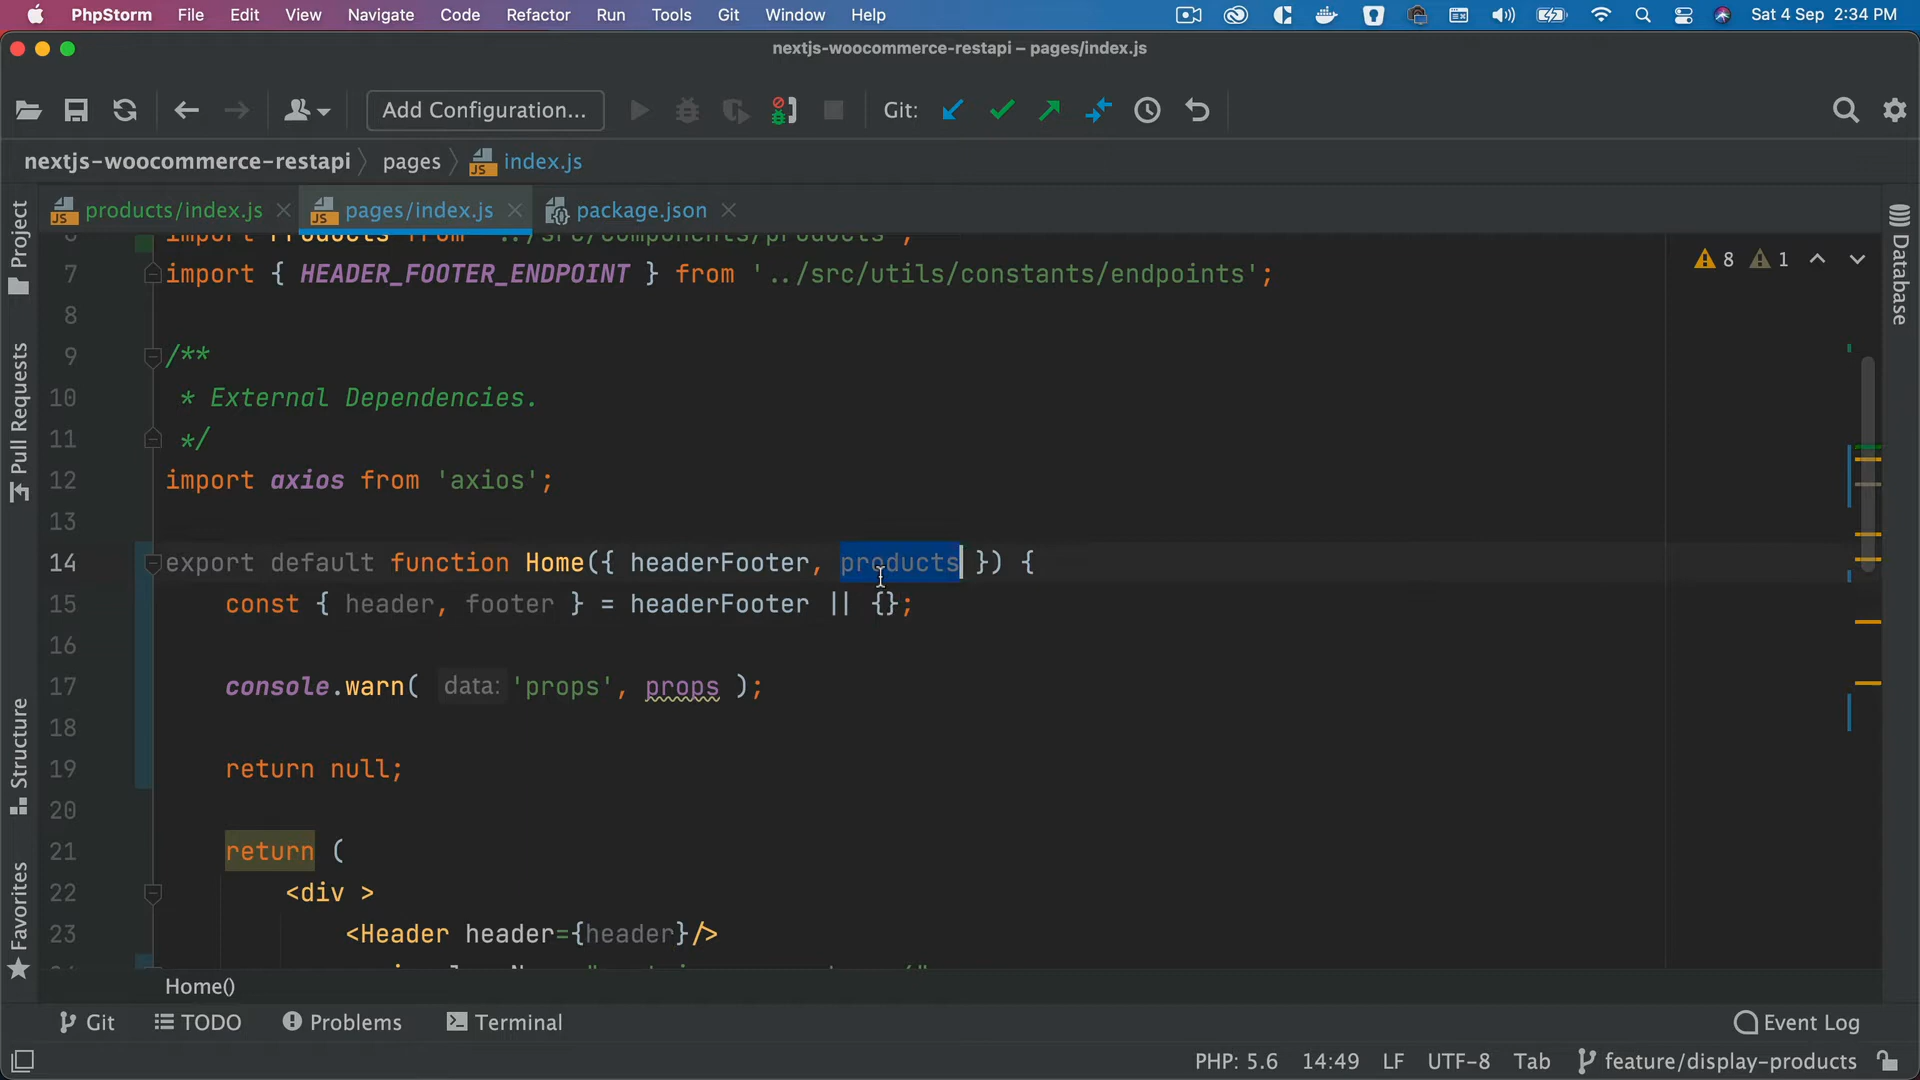 PhpStorm File Edit View Navigate Code Refactor Run Tools Git Window Help Sat 4 Sep 2:34 PM
nextjs-woocommerce-restapi – pages/index.js
Add Configuration... Git:
nextjs-woocommerce-restapi pages index.js
products/index.js pages/index.js package.json
Project
Pull Requests
Structure
Favorites
Database
8 1
import Products from '../src/components/products';
7 import { HEADER_FOOTER_ENDPOINT } from '../src/utils/constants/endpoints';
8
9 /**
10 * External Dependencies.
11 */
12 import axios from 'axios';
13
14 export default function Home({ headerFooter, products }) {
15 const { header, footer } = headerFooter || {};
16
17 console.warn( data: 'props', props );
18
19 return null;
20
21 return (
22 <div >
23 <Header header={header}/>
Home()
Git TODO Problems Terminal Event Log
PHP: 5.6 14:49 LF UTF-8 Tab feature/display-products